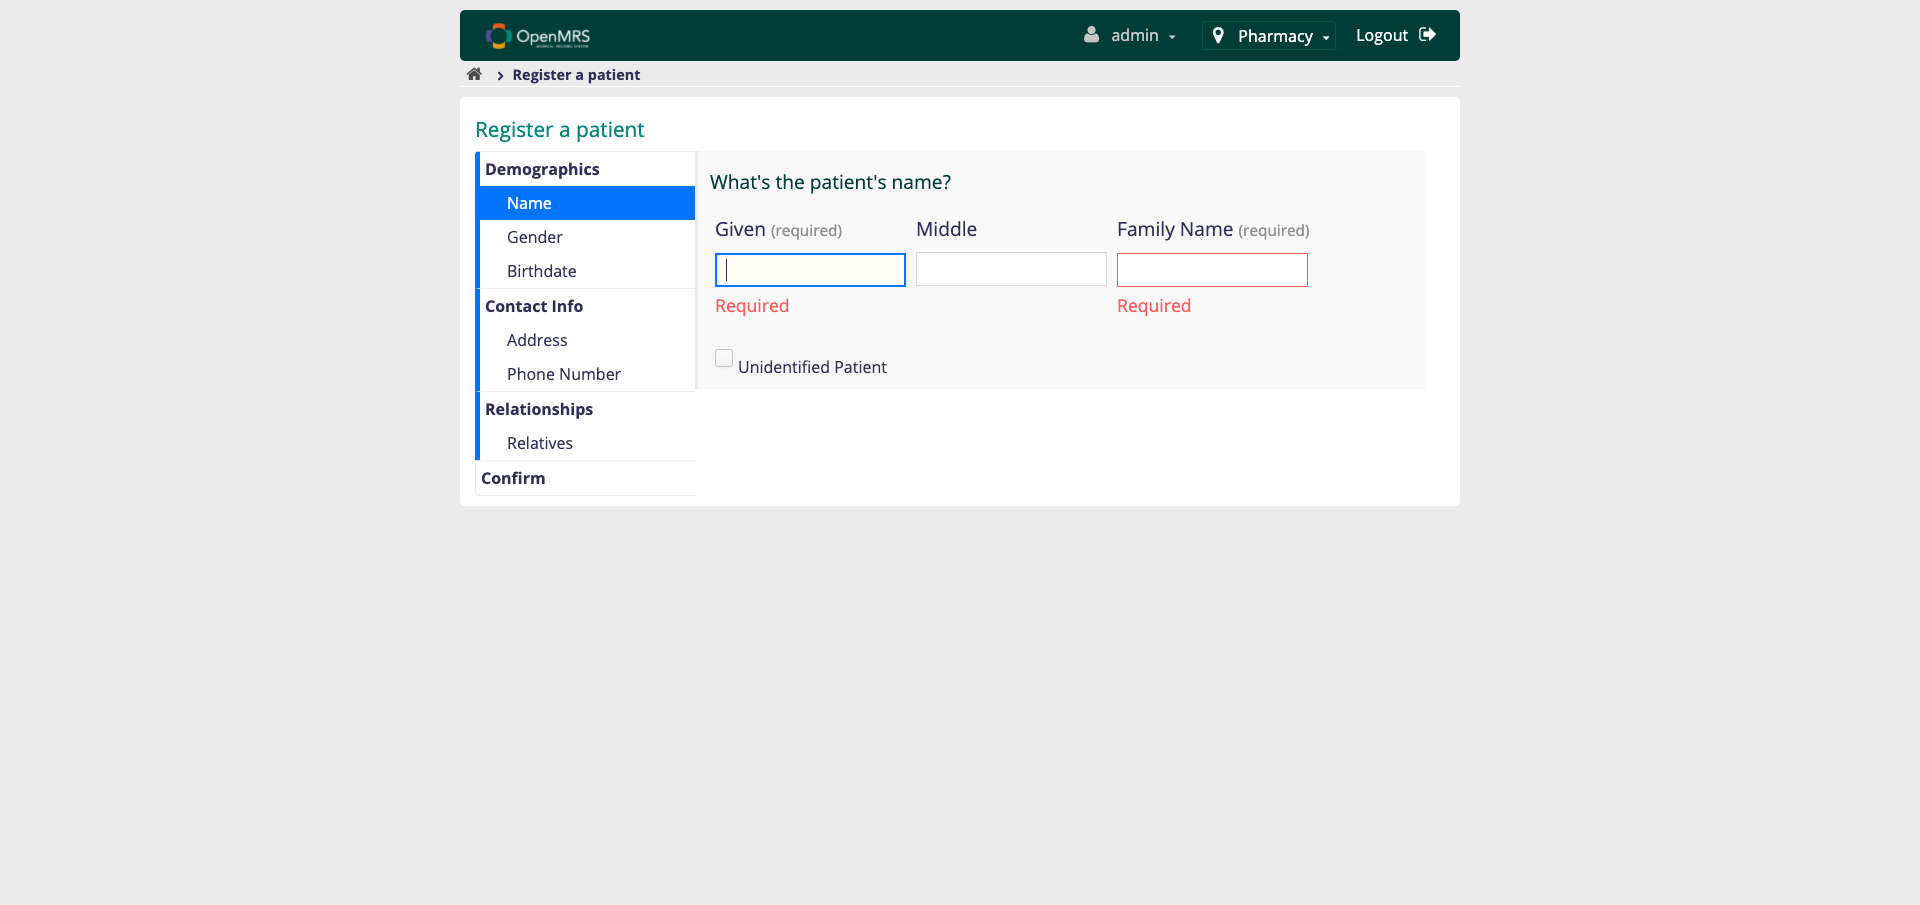 OpenMRS
admin
Pharmacy
Logout
Register a patient
Register a patient
Demographics
Name
Gender
Birthdate
Contact Info
Address
Phone Number
Relationships
Relatives
Confirm
What's the patient's name?
Given (required) Middle Family Name (required)
Required Required
Unidentified Patient